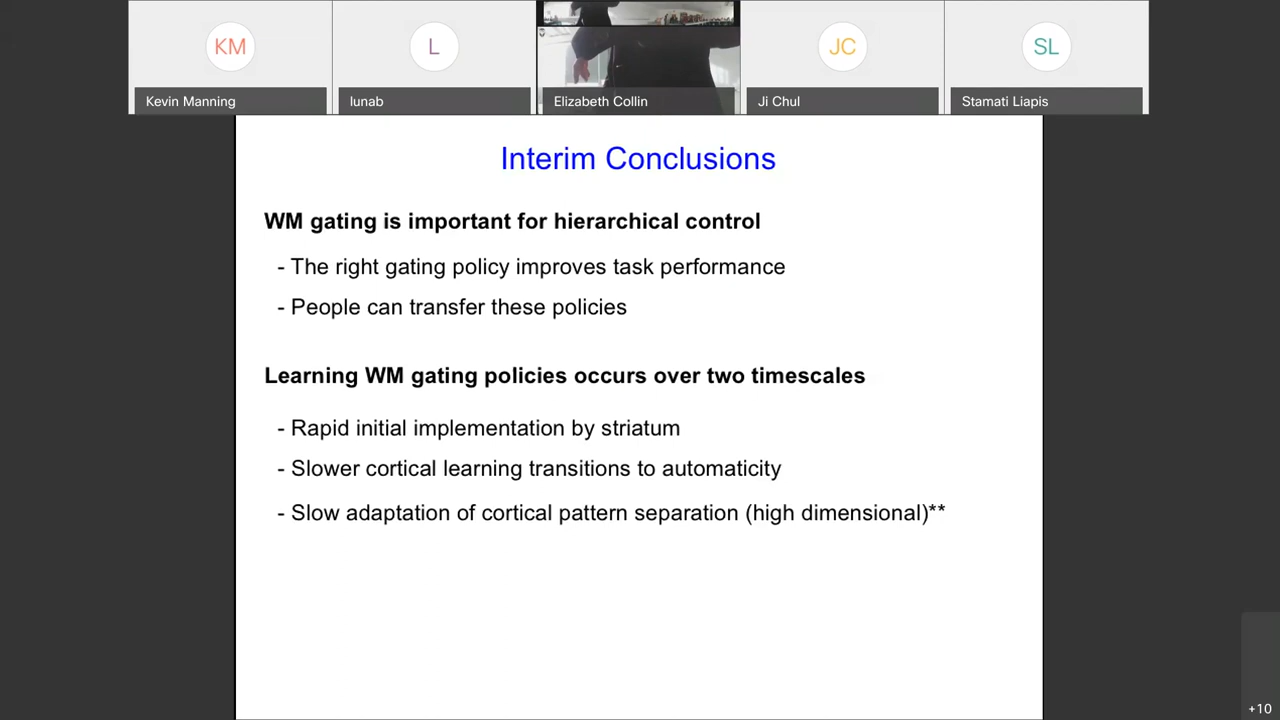 KM
L
JC
SL
Kevin Manning
lunab
Elizabeth Collin
Ji Chul
Stamati Liapis
Interim Conclusions
WM gating is important for hierarchical control
- The right gating policy improves task performance
- People can transfer these policies
Learning WM gating policies occurs over two timescales
- Rapid initial implementation by striatum
- Slower cortical learning transitions to automaticity
- Slow adaptation of cortical pattern separation (high dimensional)**
+10